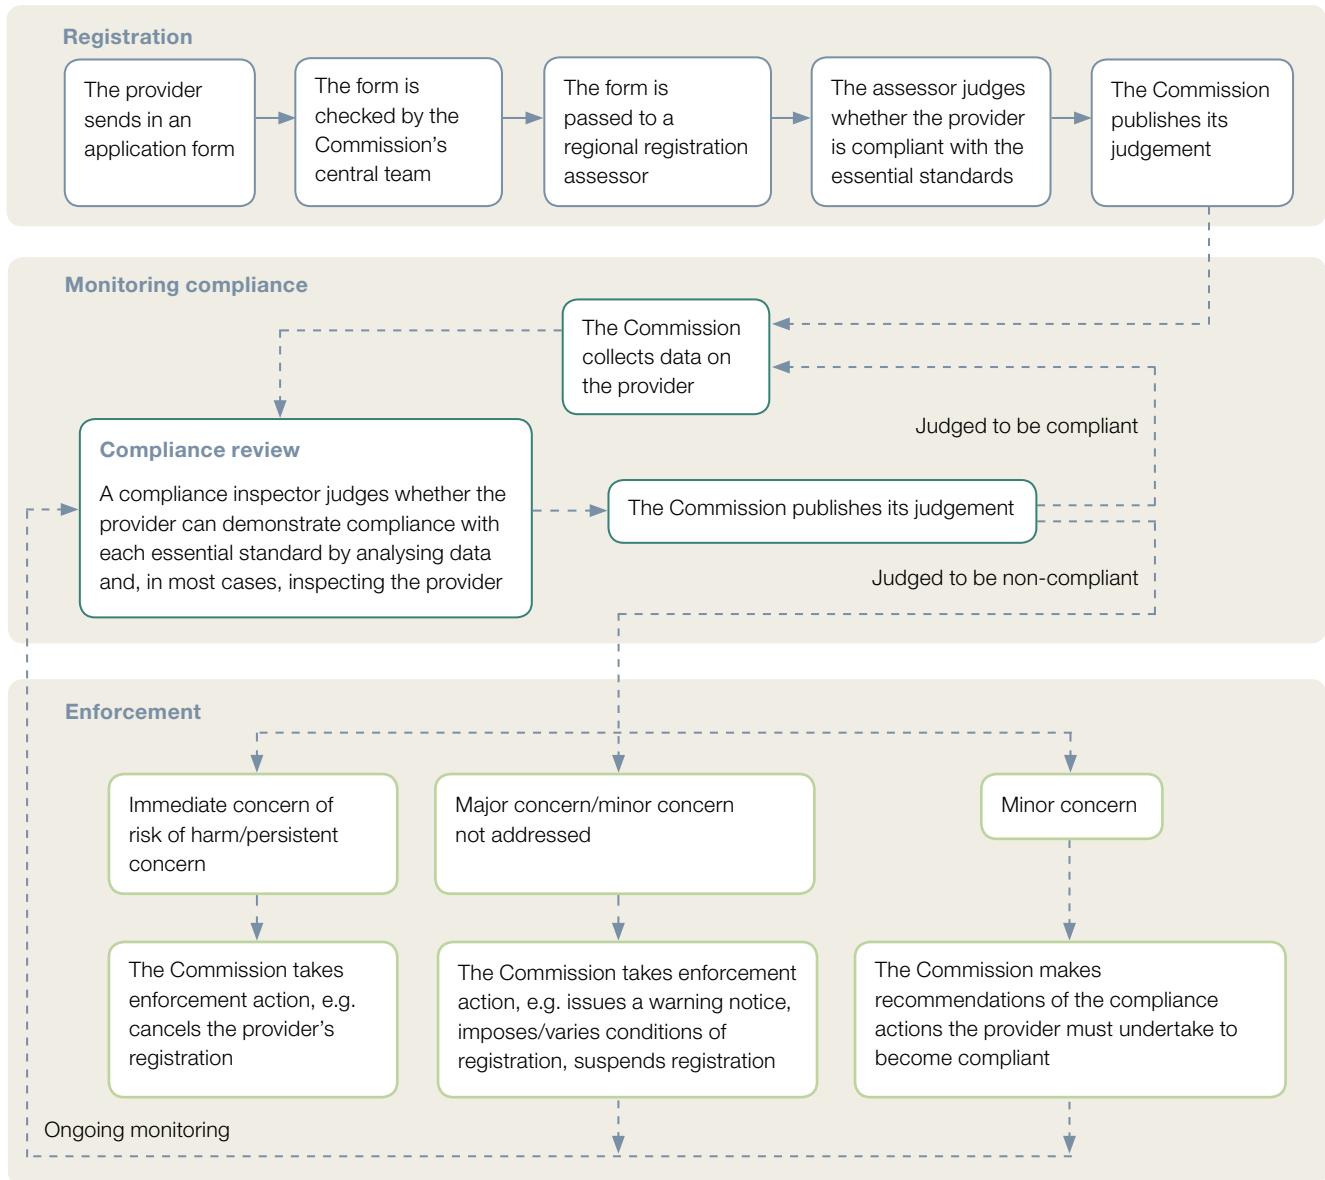 Registration
The provider
sends in an
application form
The form is
checked by the
Commission's
central team
The form is
passed to a
regional registration
assessor
The assessor judges
whether the provider
is compliant with the
essential standards
The Commission
publishes its
judgement
Monitoring compliance
The Commission
collects data on
the provider
Judged to be compliant
Compliance review
A compliance inspector judges whether the
provider can demonstrate compliance with
each essential standard by analysing data
and, in most cases, inspecting the provider
The Commission publishes its judgement
Judged to be non-compliant
Enforcement
Immediate concern of
risk of harm/persistent
concern
Major concern/minor concern
not addressed
Minor concern
The Commission takes
enforcement action, e.g.
cancels the provider's
registration
The Commission takes enforcement
action, e.g. issues a warning notice,
imposes/varies conditions of
registration, suspends registration
The Commission makes
recommendations of the compliance
actions the provider must undertake to
become compliant
Ongoing monitoring